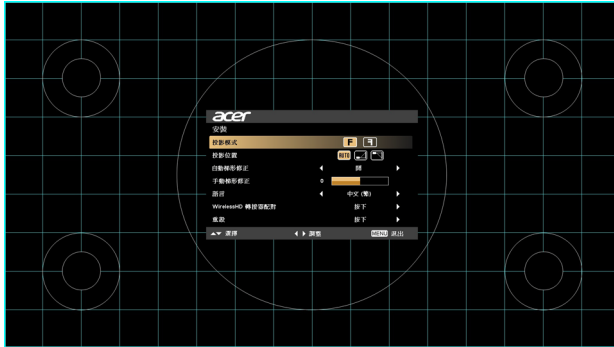 acer
安裝
投影模式 F
投影位置 AUTO
自動梯形修正 開
手動梯形修正 0
語言 中文 (繁)
WirelessHD 轉接器配對 按下
重設 按下
選擇 調整 MENU 退出